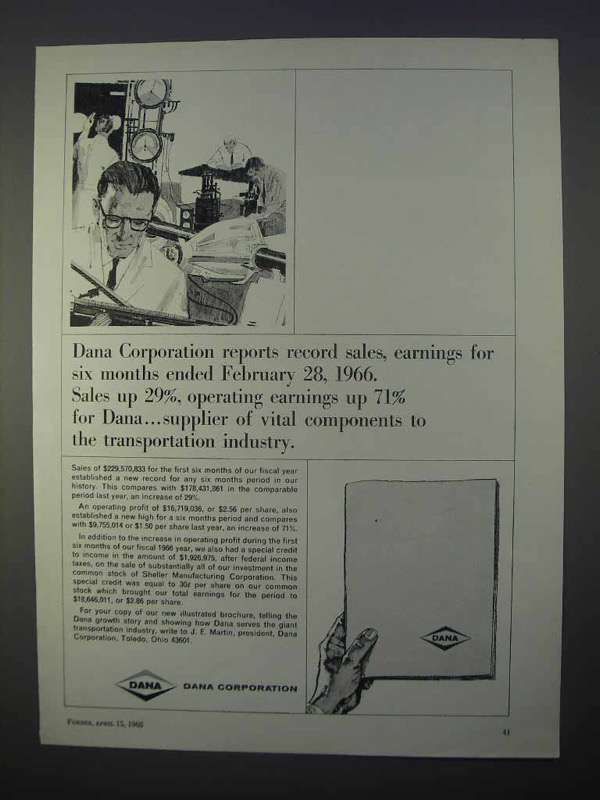 Dana Corporation reports record sales, earnings for
six months ended February 28, 1966.
Sales up 29%, operating earnings up 71%
for Dana...supplier of vital components to
the transportation industry.
Sales of $229,570,833 for the first six months of our fiscal year
established a new record for any six months period in our
history. This compares with $178,431,861 in the comparable
period last year, an increase of 29%.
An operating profit of $16,719,036, or $2.56 per share, also
established a new high for a six months period and compares
with $9,755,014 or $1.50 per share last year, an increase of 71%.
In addition to the increase in operating profit during the first
six months of our fiscal 1966 year, we also had a special credit
to income in the amount of $1,926,975, after federal income
taxes, on the sale of substantially all of our investment in the
common stock of Sheller Manufacturing Corporation. This
special credit was equal to 30¢ per share on our common
stock which brought our total earnings for the period to
$18,646,011, or $2.86 per share.
For your copy of our new illustrated brochure, telling the
Dana growth story and showing how Dana serves the giant
transportation industry, write to J. E. Martin, president, Dana
Corporation, Toledo, Ohio 43601.
DANA
DANA DANA CORPORATION
FORBES, APRIL 15, 1966
41